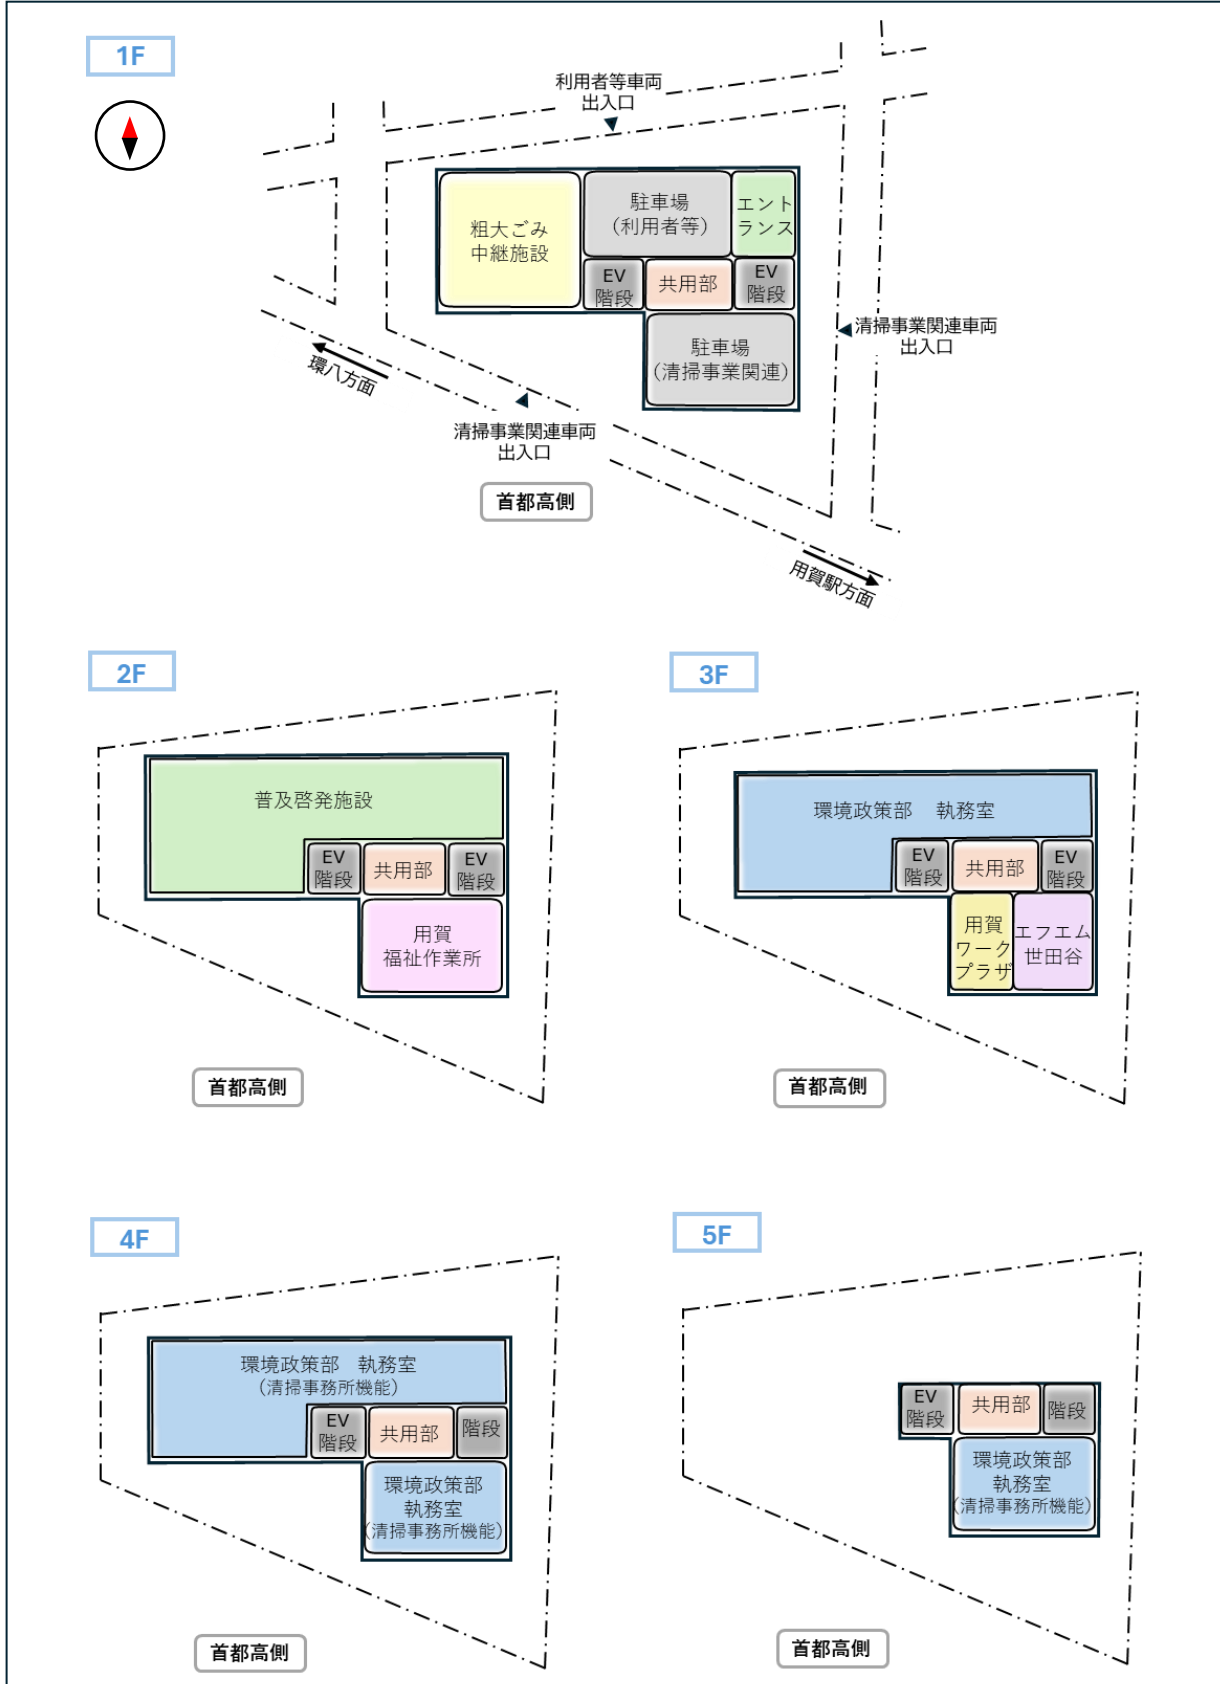 1F
利用者等車両
出入口
粗大ごみ
中継施設
駐車場
(利用者等)
エント
ランス
EV
階段
共用部
EV
階段
駐車場
(清掃事業関連)
清掃事業関連車両
出入口
環八方面
清掃事業関連車両
出入口
首都高側
用賀駅方面
2F
普及啓発施設
EV
階段
共用部
EV
階段
用賀
福祉作業所
首都高側
3F
環境政策部 執務室
EV
階段
共用部
EV
階段
用賀
ワーク
プラザ
エフエム
世田谷
首都高側
4F
環境政策部 執務室
(清掃事務所機能)
EV
階段
共用部
階段
環境政策部
執務室
(清掃事務所機能)
首都高側
5F
EV
階段
共用部
階段
環境政策部
執務室
(清掃事務所機能)
首都高側